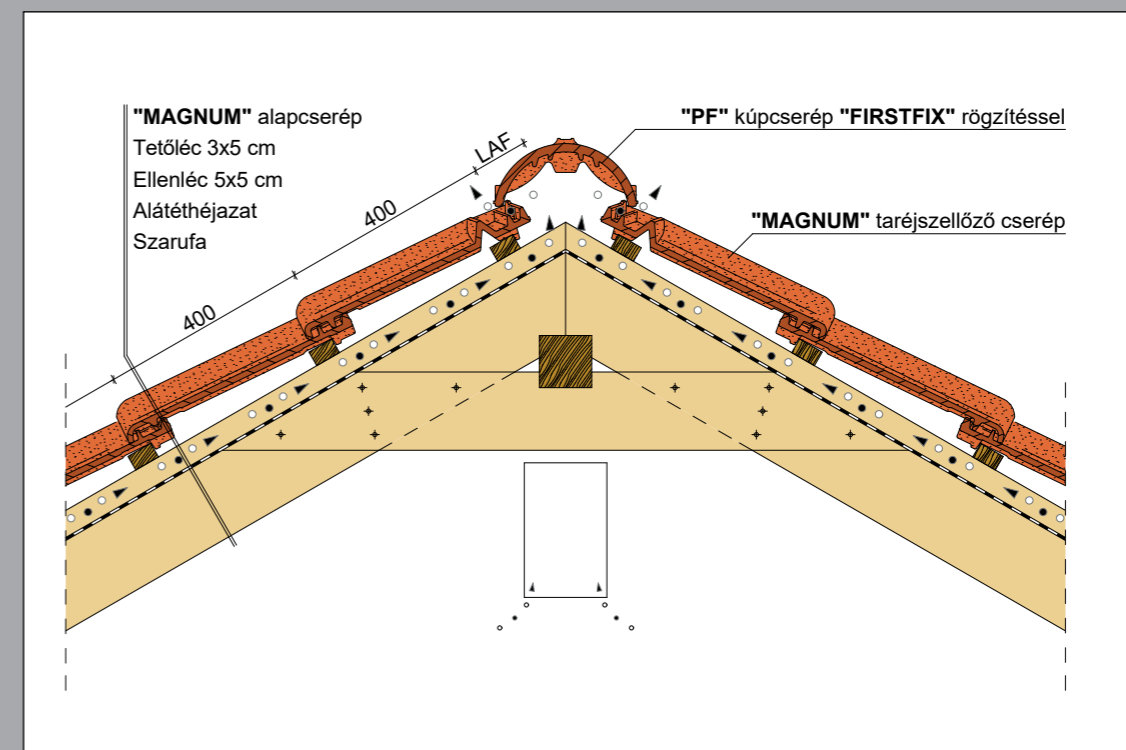 "MAGNUM" alapcserép
Tetőléc 3x5 cm
Ellenléc 5x5 cm
Alátéthéjazat
Szarufa
"PF" kúpcserép "FIRSTFIX" rögzítéssel
"MAGNUM" taréjszellőző cserép
LAF
400
400